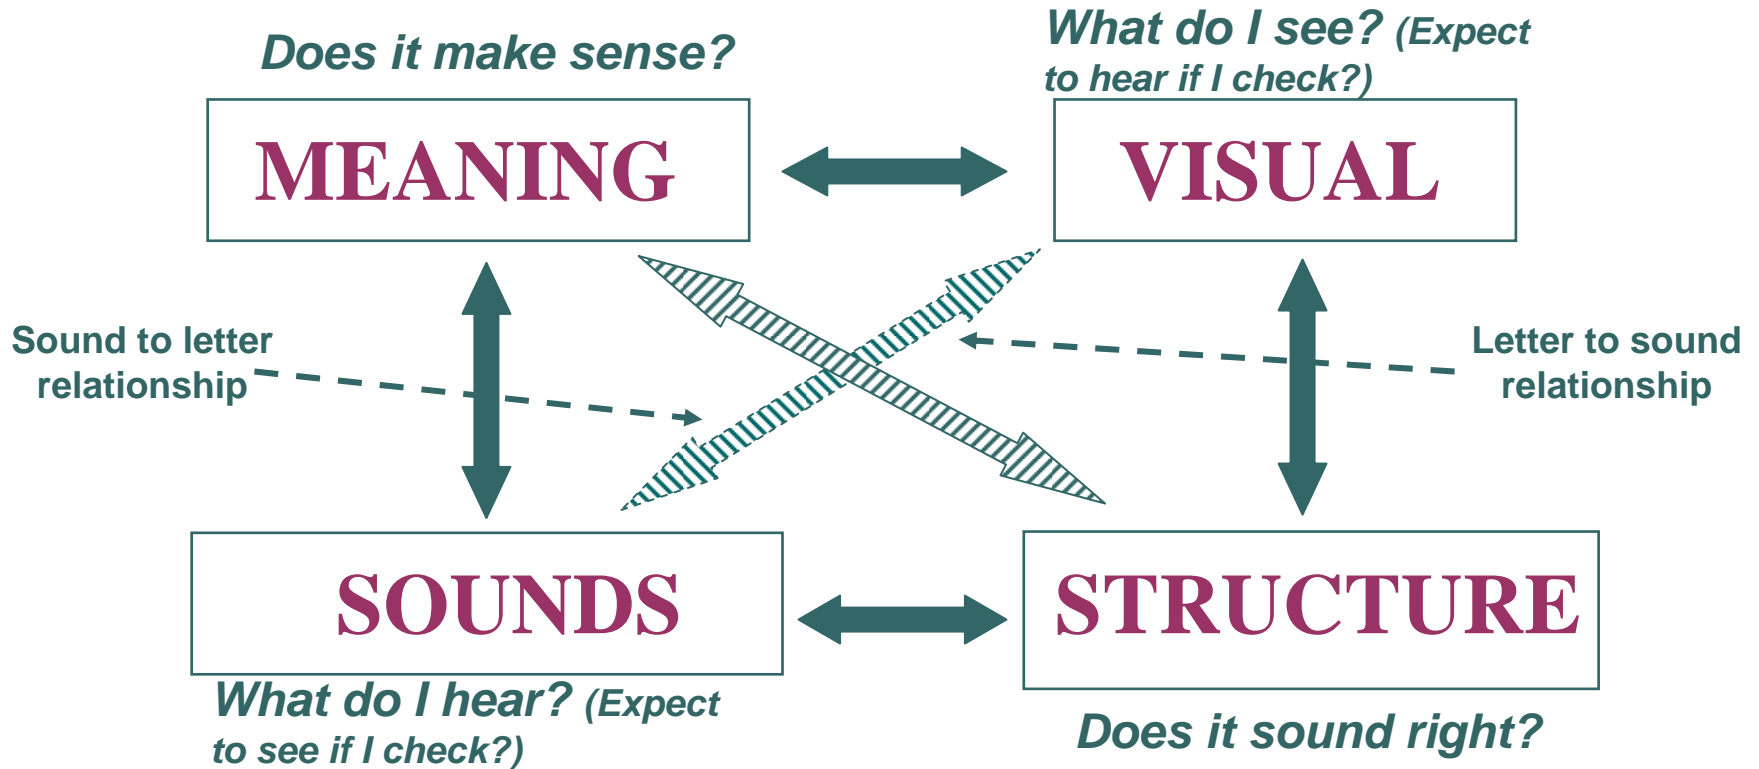 Does it make sense?
What do I see? (Expect
to hear if I check?)
MEANING
VISUAL
Sound to letter
relationship
Letter to sound
relationship
SOUNDS
STRUCTURE
What do I hear? (Expect
to see if I check?)
Does it sound right?